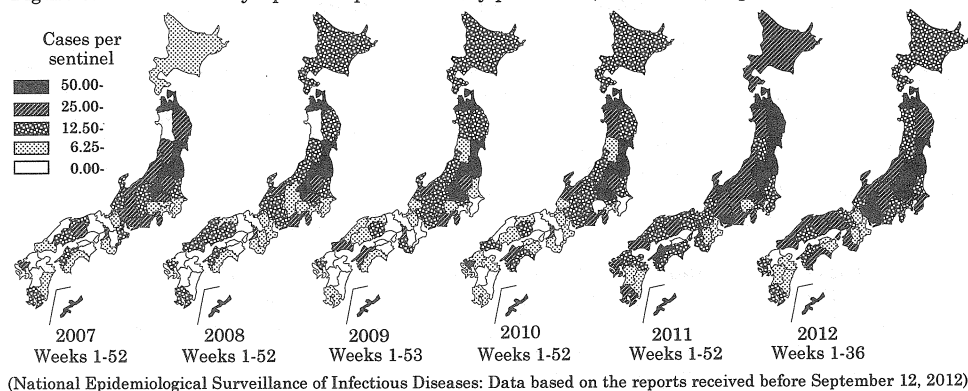 Cases per
sentinel
50.00-
25.00-
12.50-
6.25-
0.00-
2007
Weeks 1-52
2008
Weeks 1-52
2009
Weeks 1-53
2010
Weeks 1-52
2011
Weeks 1-52
2012
Weeks 1-36
(National Epidemiological Surveillance of Infectious Diseases: Data based on the reports received before September 12, 2012)